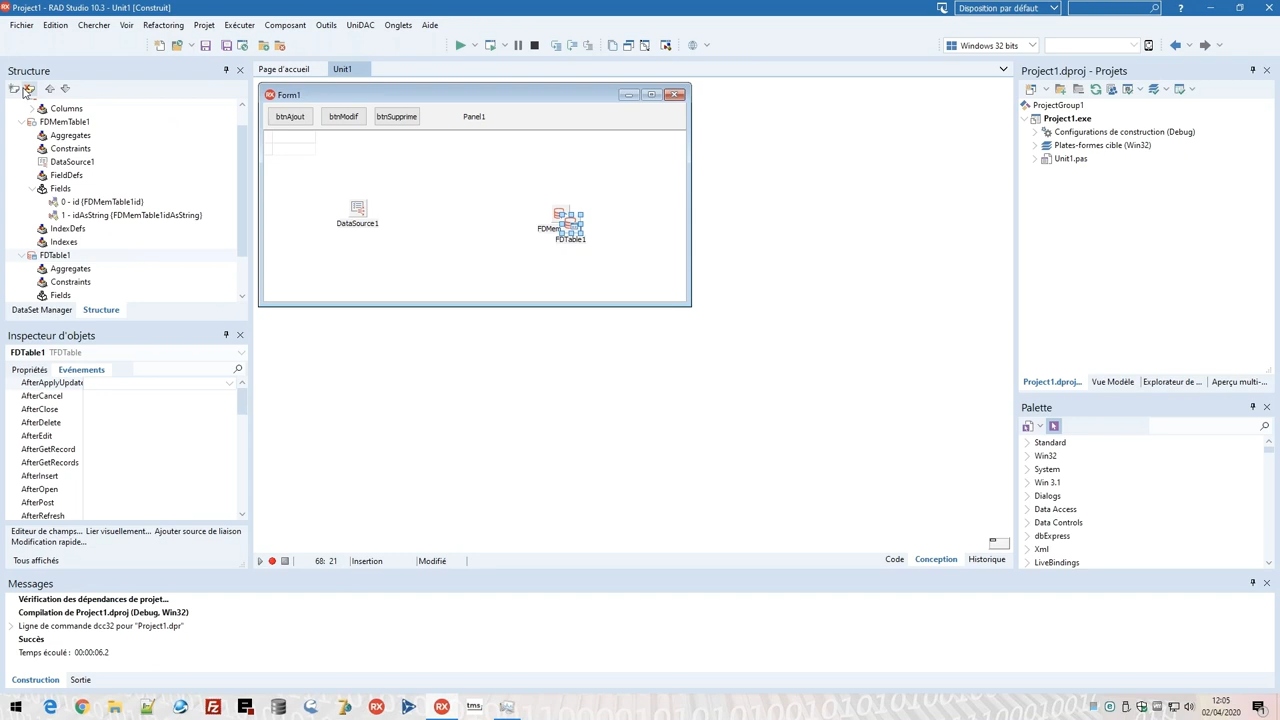 Project1 - RAD Studio 10.3 - Unit1 [Construit]
Disposition par défaut
Fichier Edition Chercher Voir Refactoring Projet Exécuter Composant Outils UniDAC Onglets Aide
Windows 32 bits
Structure
Columns
FDMemTable1
Aggregates
Constraints
DataSource1
FieldDefs
Fields
0 - id {FDMemTable1id}
1 - idAsString {FDMemTable1idAsString}
IndexDefs
Indexes
FDTable1
Aggregates
Constraints
Fields
DataSet Manager Structure
Inspecteur d'objets
FDTable1 TFDTable
Propriétés Evénements
AfterApplyUpdate
AfterCancel
AfterClose
AfterDelete
AfterEdit
AfterGetRecord
AfterGetRecords
AfterInsert
AfterOpen
AfterPost
AfterRefresh
Editeur de champs... Lier visuellement... Ajouter source de liaison
Modification rapide...
Tous affichés
Page d'accueil Unit1
Form1
btnAjout btnModif btnSupprime Panel1
DataSource1
FDMem
FDTable1
68: 21 Insertion Modifié
Code Conception Historique
Project1.dproj - Projets
ProjectGroup1
Project1.exe
Configurations de construction (Debug)
Plates-formes cible (Win32)
Unit1.pas
Project1.dproj... Vue Modèle Explorateur de ... Aperçu multi-...
Palette
Standard
Win32
System
Win 3.1
Dialogs
Data Access
Data Controls
dbExpress
Xml
LiveBindings
Messages
Vérification des dépendances de projet...
Compilation de Project1.dproj (Debug, Win32)
Ligne de commande dcc32 pour "Project1.dpr"
Succès
Temps écoulé : 00:00:06.2
Construction Sortie
tms
12:05
02/04/2020